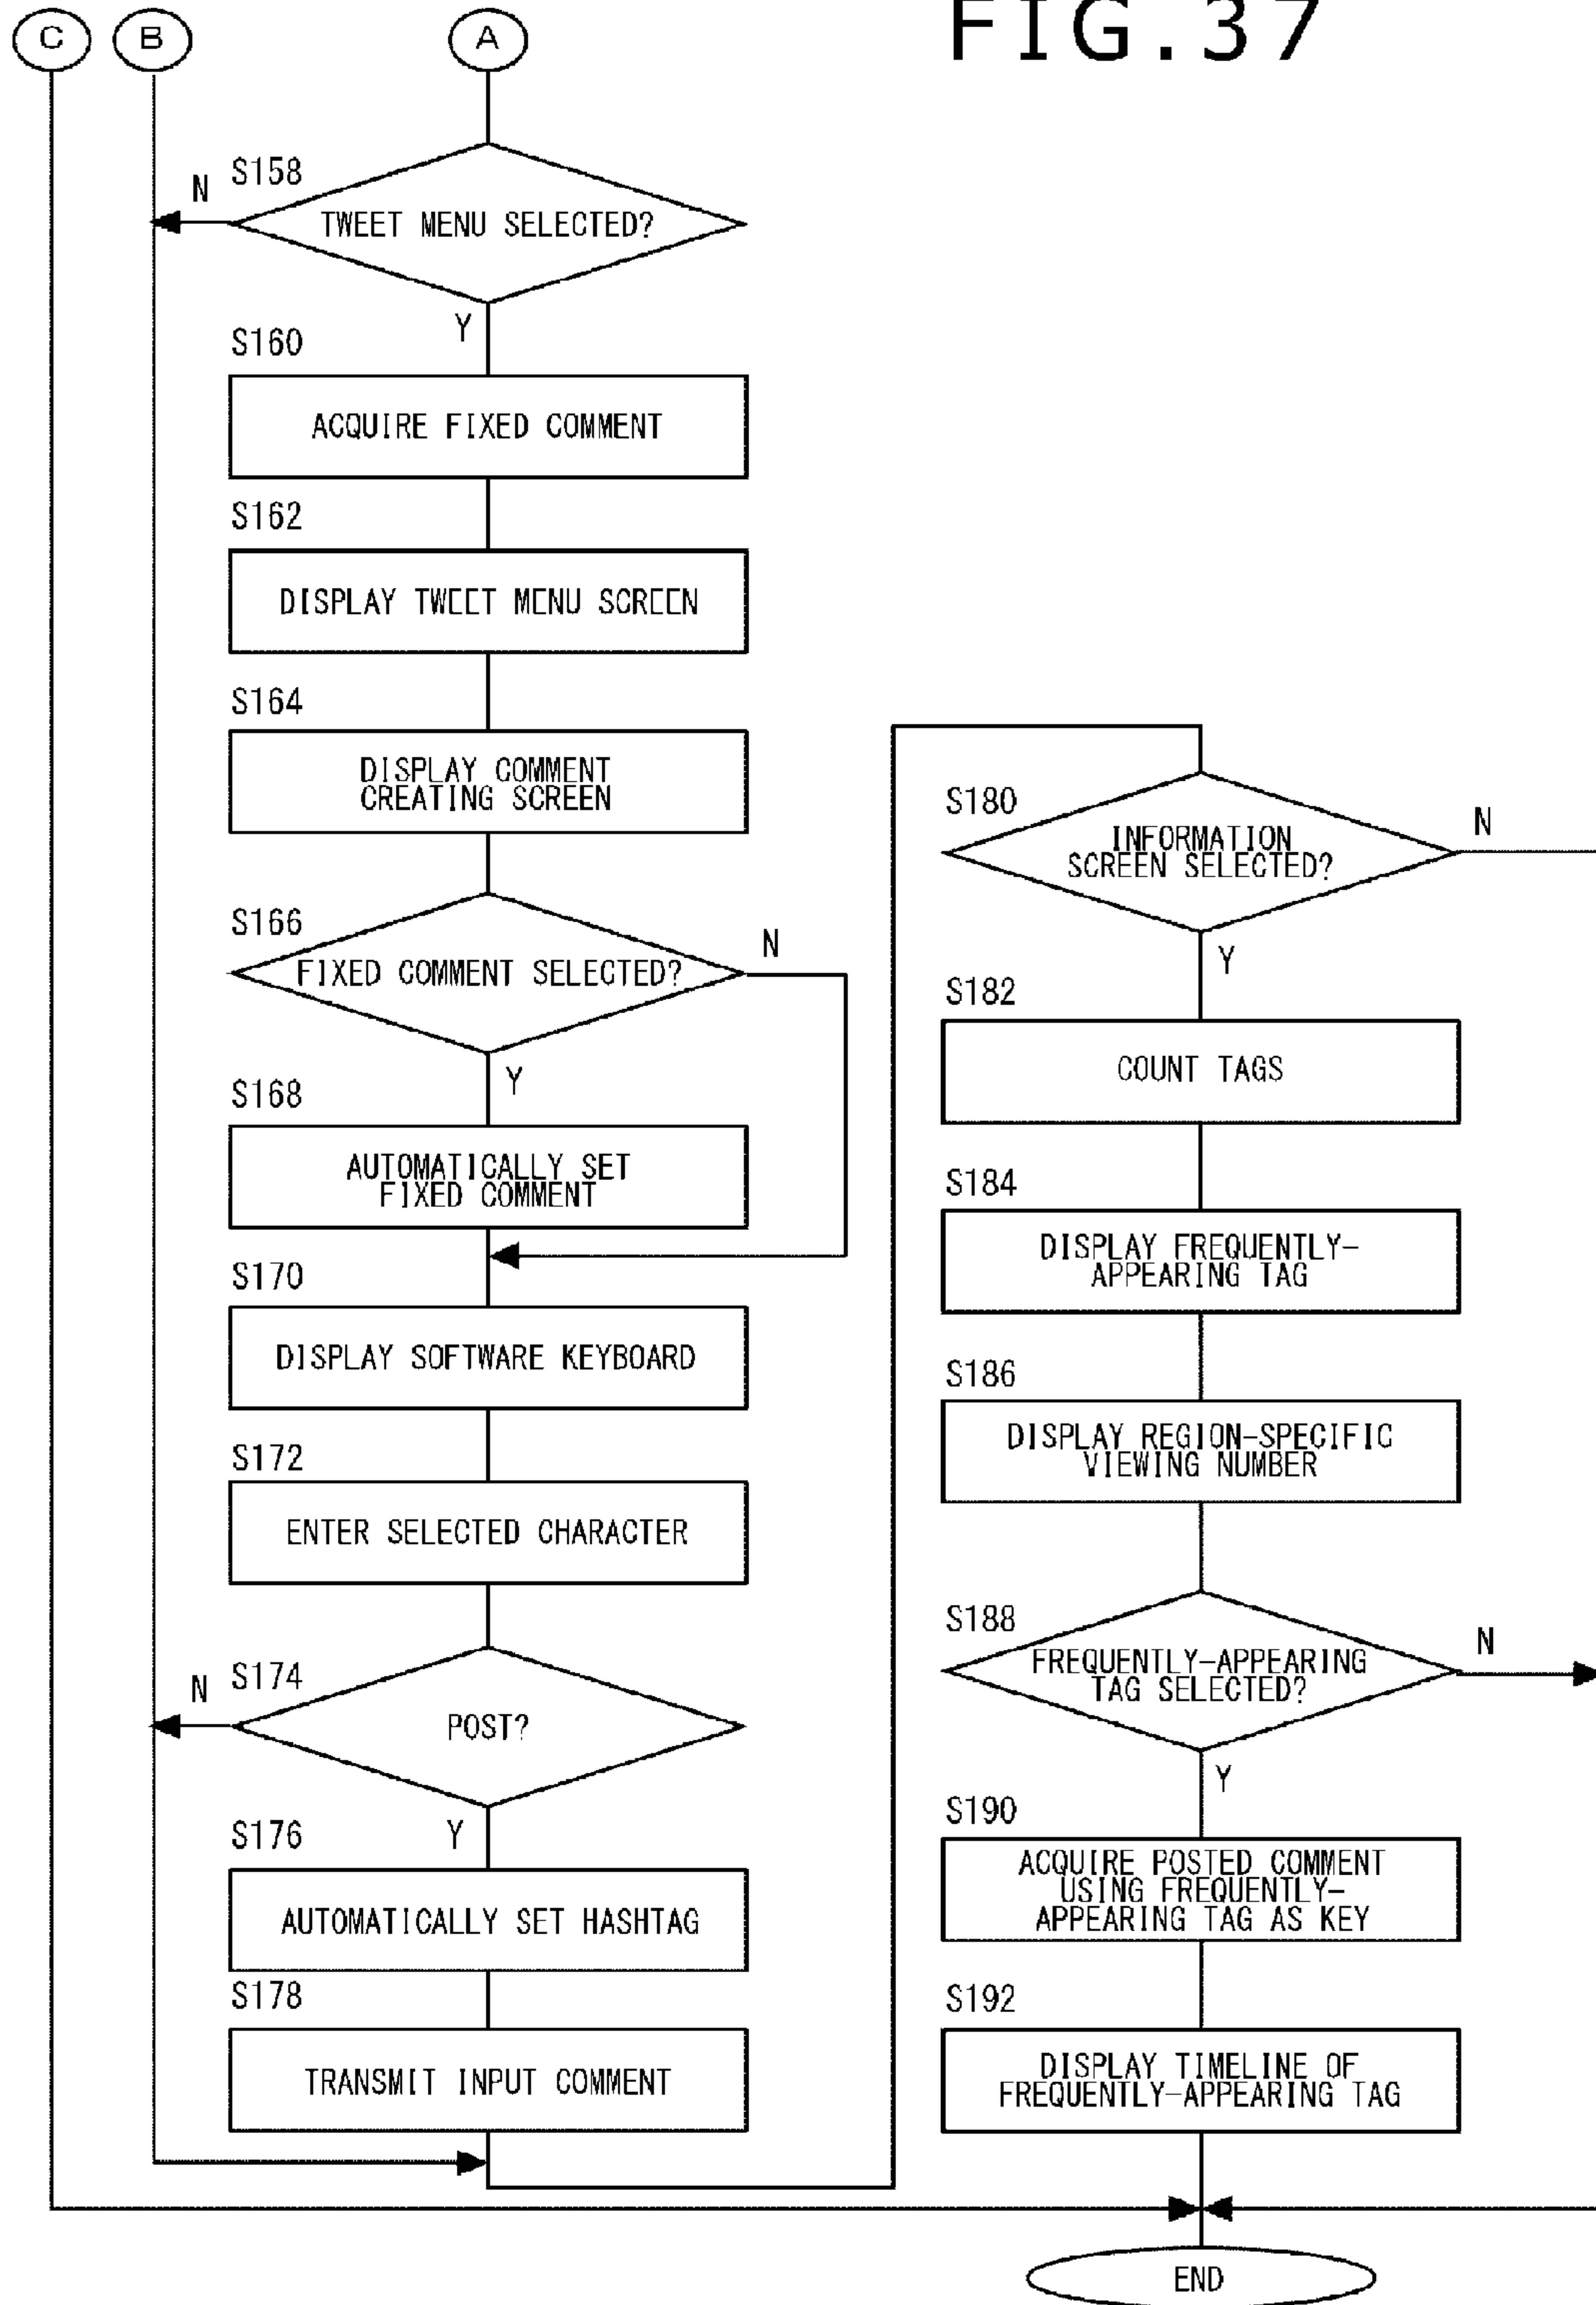 FIG.37
C
B
A
S158
N
TWEET MENU SELECTED?
Y
S160
ACQUIRE FIXED COMMENT
S162
DISPLAY TWEET MENU SCREEN
S164
DISPLAY COMMENT
CREATING SCREEN
S166
FIXED COMMENT SELECTED?
N
Y
S168
AUTOMATICALLY SET
FIXED COMMENT
S170
DISPLAY SOFTWARE KEYBOARD
S172
ENTER SELECTED CHARACTER
S174
N
POST?
Y
S176
AUTOMATICALLY SET HASHTAG
S178
TRANSMIT INPUT COMMENT
S180
INFORMATION
SCREEN SELECTED?
N
Y
S182
COUNT TAGS
S184
DISPLAY FREQUENTLY-
APPEARING TAG
S186
DISPLAY REGION-SPECIFIC
VIEWING NUMBER
S188
FREQUENTLY-APPEARING
TAG SELECTED?
N
Y
S190
ACQUIRE POSTED COMMENT
USING FREQUENTLY-
APPEARING TAG AS KEY
S192
DISPLAY TIMELINE OF
FREQUENTLY-APPEARING TAG
END